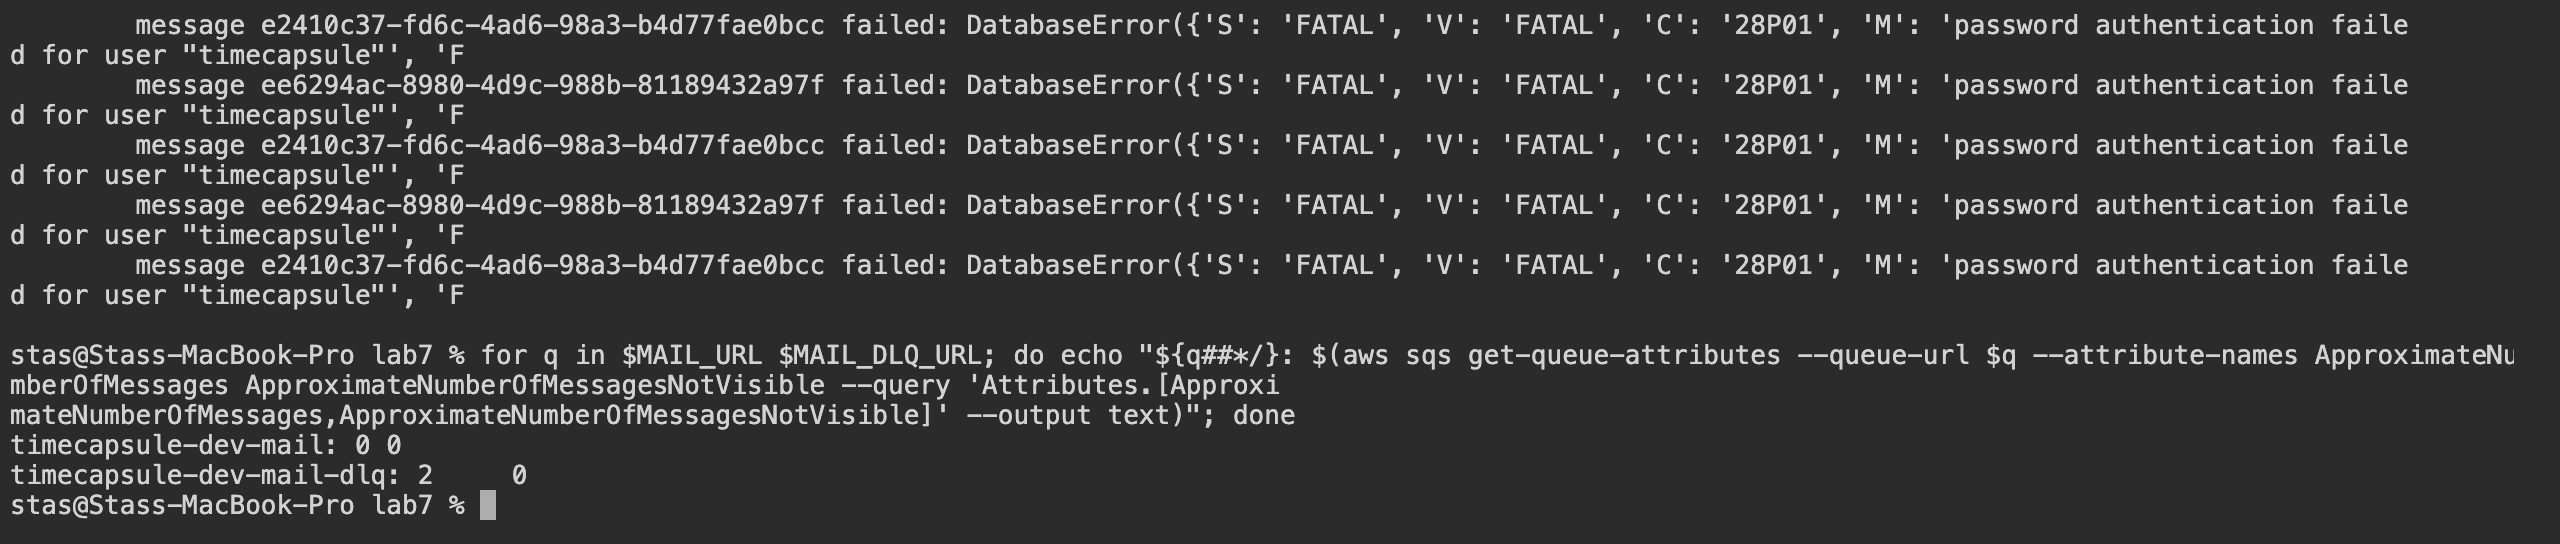 message e2410c37-fd6c-4ad6-98a3-b4d77fae0bcc failed: DatabaseError({'S': 'FATAL', 'V': 'FATAL', 'C': '28P01', 'M': 'password authentication faile
d for user "timecapsule"', 'F
        message ee6294ac-8980-4d9c-988b-81189432a97f failed: DatabaseError({'S': 'FATAL', 'V': 'FATAL', 'C': '28P01', 'M': 'password authentication faile
d for user "timecapsule"', 'F
        message e2410c37-fd6c-4ad6-98a3-b4d77fae0bcc failed: DatabaseError({'S': 'FATAL', 'V': 'FATAL', 'C': '28P01', 'M': 'password authentication faile
d for user "timecapsule"', 'F
        message ee6294ac-8980-4d9c-988b-81189432a97f failed: DatabaseError({'S': 'FATAL', 'V': 'FATAL', 'C': '28P01', 'M': 'password authentication faile
d for user "timecapsule"', 'F
        message e2410c37-fd6c-4ad6-98a3-b4d77fae0bcc failed: DatabaseError({'S': 'FATAL', 'V': 'FATAL', 'C': '28P01', 'M': 'password authentication faile
d for user "timecapsule"', 'F

stas@Stass-MacBook-Pro lab7 % for q in $MAIL_URL $MAIL_DLQ_URL; do echo "${q##*/}: $(aws sqs get-queue-attributes --queue-url $q --attribute-names ApproximateNu
mberOfMessages ApproximateNumberOfMessagesNotVisible --query 'Attributes.[Approxi
mateNumberOfMessages,ApproximateNumberOfMessagesNotVisible]' --output text)"; done
timecapsule-dev-mail: 0 0
timecapsule-dev-mail-dlq: 2     0
stas@Stass-MacBook-Pro lab7 %